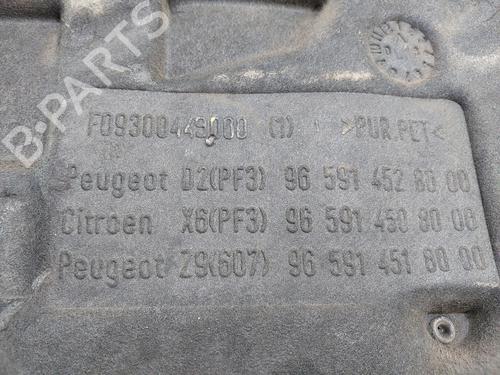 B-PARTS
F09300449000 (1) >PUR PET<
Peugeot D2(PF3) 96 591 452 80 00
Citroen X6(PF3) 96 591 450 80 00
Peugeot Z9(607) 96 591 451 80 00